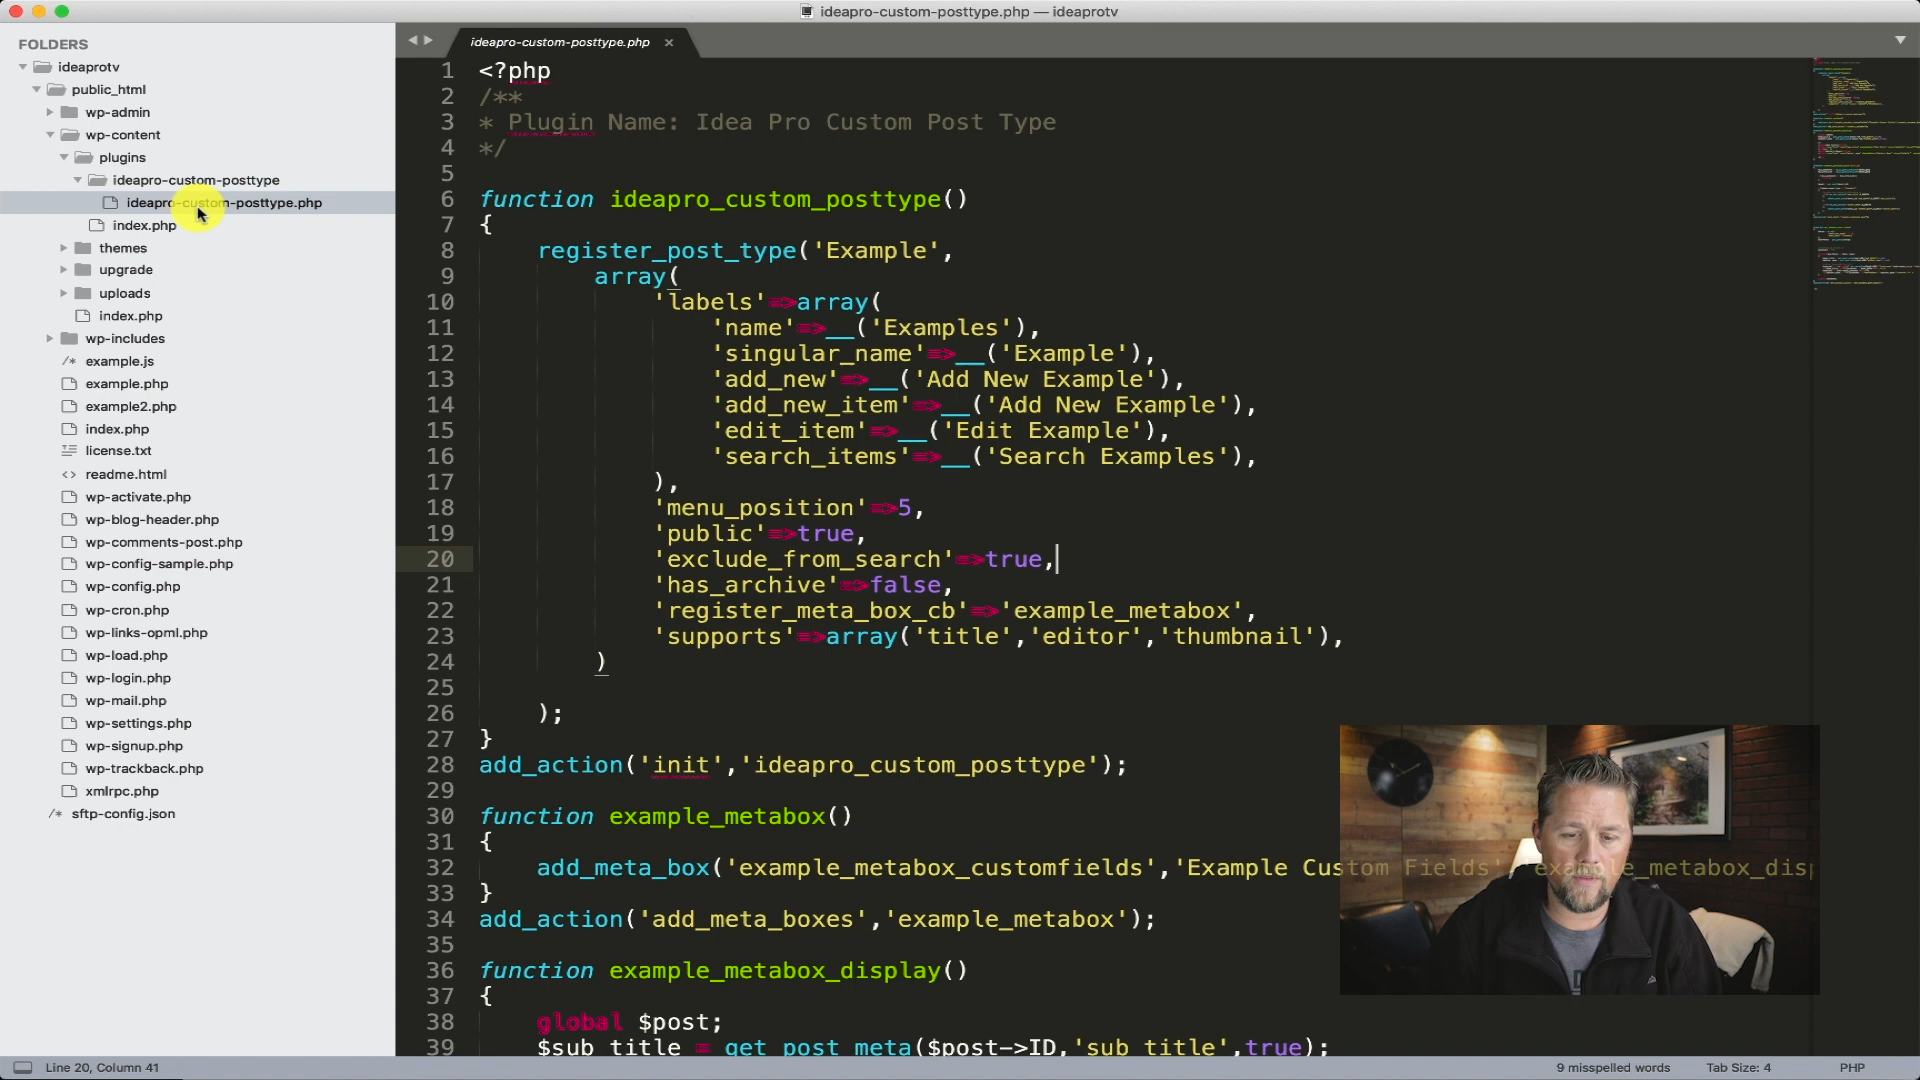 ideapro-custom-posttype.php — ideaprotv
FOLDERS
ideaprotv
public_html
wp-admin
wp-content
plugins
ideapro-custom-posttype
ideapro-custom-posttype.php
index.php
themes
upgrade
uploads
index.php
wp-includes
/* example.js
example.php
example2.php
index.php
license.txt
<> readme.html
wp-activate.php
wp-blog-header.php
wp-comments-post.php
wp-config-sample.php
wp-config.php
wp-cron.php
wp-links-opml.php
wp-load.php
wp-login.php
wp-mail.php
wp-settings.php
wp-signup.php
wp-trackback.php
xmlrpc.php
/* sftp-config.json
ideapro-custom-posttype.php ×
1 <?php
2 /**
3 * Plugin Name: Idea Pro Custom Post Type
4 */
5
6 function ideapro_custom_posttype()
7 {
8 register_post_type('Example',
9 array(
10 'labels'=>array(
11 'name'=>__('Examples'),
12 'singular_name'=>__('Example'),
13 'add_new'=>__('Add New Example'),
14 'add_new_item'=>__('Add New Example'),
15 'edit_item'=>__('Edit Example'),
16 'search_items'=>__('Search Examples'),
17 ),
18 'menu_position'=>5,
19 'public'=>true,
20 'exclude_from_search'=>true,
21 'has_archive'=>false,
22 'register_meta_box_cb'=>'example_metabox',
23 'supports'=>array('title','editor','thumbnail'),
24 )
25
26 );
27 }
28 add_action('init','ideapro_custom_posttype');
29
30 function example_metabox()
31 {
32 add_meta_box('example_metabox_customfields','Example Custom Fields','example_metabox_disp
33 }
34 add_action('add_meta_boxes','example_metabox');
35
36 function example_metabox_display()
37 {
38 global $post;
39 $sub_title = get_post_meta($post->ID,'sub_title',true);
Line 20, Column 41
9 misspelled words
Tab Size: 4
PHP